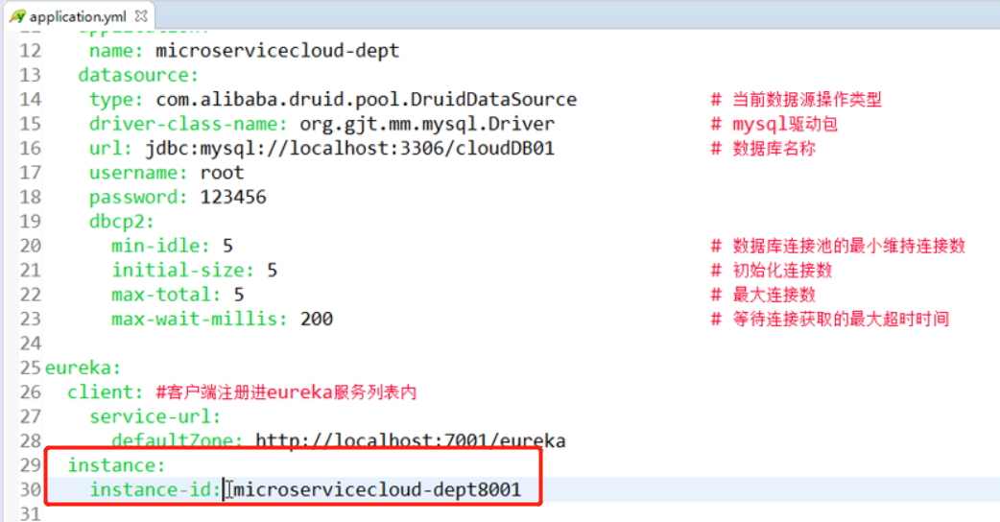 application.yml
12 name: microservicecloud-dept
13 datasource:
14 type: com.alibaba.druid.pool.DruidDataSource # 当前数据源操作类型
15 driver-class-name: org.gjt.mm.mysql.Driver # mysql驱动包
16 url: jdbc:mysql://localhost:3306/cloudDB01 # 数据库名称
17 username: root
18 password: 123456
19 dbcp2:
20 min-idle: 5 # 数据库连接池的最小维持连接数
21 initial-size: 5 # 初始化连接数
22 max-total: 5 # 最大连接数
23 max-wait-millis: 200 # 等待连接获取的最大超时时间
24
25 eureka:
26 client: #客户端注册进eureka服务列表内
27 service-url:
28 defaultZone: http://localhost:7001/eureka
29 instance:
30 instance-id: microservicecloud-dept8001
31